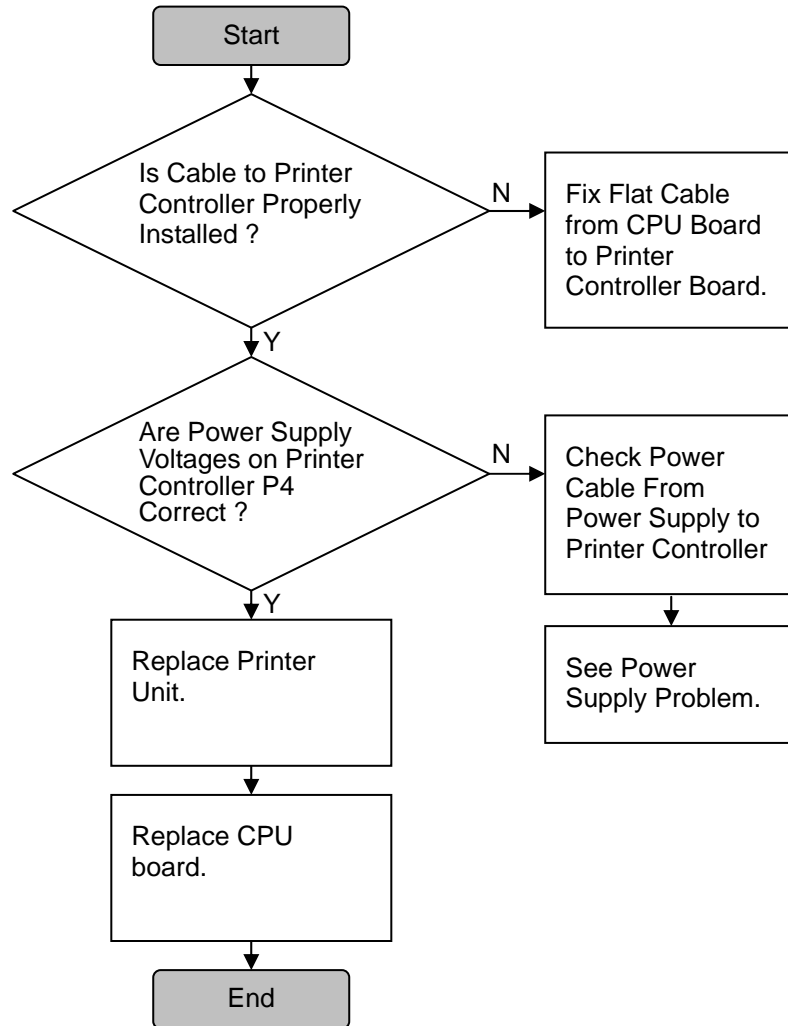 Start
Is Cable to Printer
Controller Properly
Installed ?
N
Fix Flat Cable
from CPU Board
to Printer
Controller Board.
Y
Are Power Supply
Voltages on Printer
Controller P4
Correct ?
N
Check Power
Cable From
Power Supply to
Printer Controller
Y
Replace Printer
Unit.
See Power
Supply Problem.
Replace CPU
board.
End